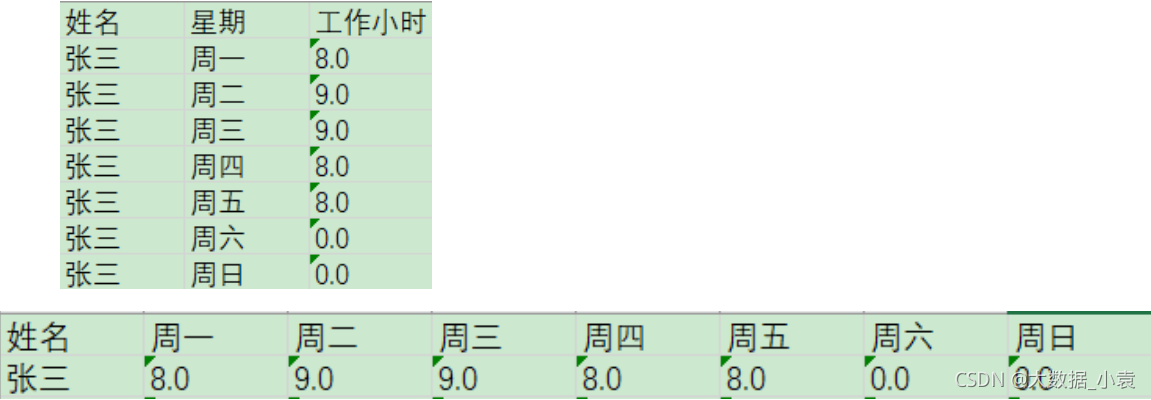 姓名 星期 工作小时
张三 周一 8.0
张三 周二 9.0
张三 周三 9.0
张三 周四 8.0
张三 周五 8.0
张三 周六 0.0
张三 周日 0.0
姓名 周一 周二 周三 周四 周五 周六 周日
张三 8.0 9.0 9.0 8.0 8.0 0.0 0.0
CSDN @大数据_小袁